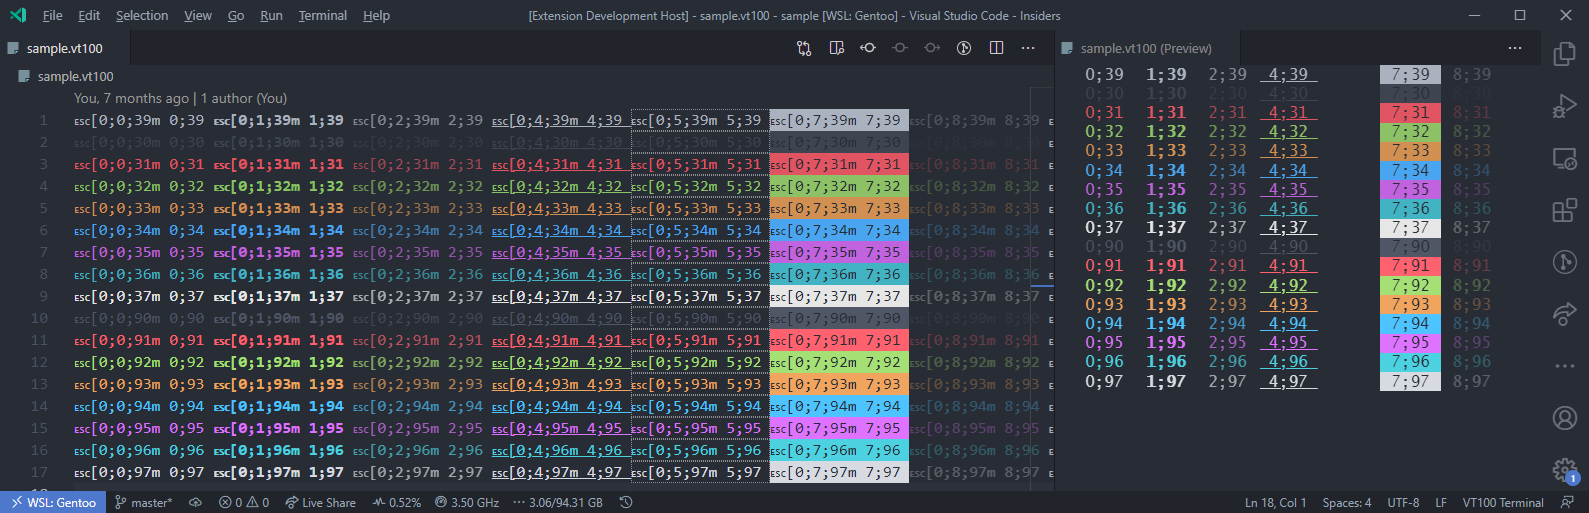 File Edit Selection View Go Run Terminal Help [Extension Development Host] - sample.vt100 - sample [WSL: Gentoo] - Visual Studio Code - Insiders
sample.vt100
sample.vt100
You, 7 months ago | 1 author (You)
1 ESC[0;0;39m 0;39 ESC[0;1;39m 1;39 ESC[0;2;39m 2;39 ESC[0;4;39m 4;39 ESC[0;5;39m 5;39 ESC[0;7;39m 7;39 ESC[0;8;39m 8;39 E
2 ESC[0;0;30m 0;30 ESC[0;1;30m 1;30 ESC[0;2;30m 2;30 ESC[0;4;30m 4;30 ESC[0;5;30m 5;30 ESC[0;7;30m 7;30 ESC[0;8;30m 8;30 E
3 ESC[0;0;31m 0;31 ESC[0;1;31m 1;31 ESC[0;2;31m 2;31 ESC[0;4;31m 4;31 ESC[0;5;31m 5;31 ESC[0;7;31m 7;31 ESC[0;8;31m 8;31 E
4 ESC[0;0;32m 0;32 ESC[0;1;32m 1;32 ESC[0;2;32m 2;32 ESC[0;4;32m 4;32 ESC[0;5;32m 5;32 ESC[0;7;32m 7;32 ESC[0;8;32m 8;32 E
5 ESC[0;0;33m 0;33 ESC[0;1;33m 1;33 ESC[0;2;33m 2;33 ESC[0;4;33m 4;33 ESC[0;5;33m 5;33 ESC[0;7;33m 7;33 ESC[0;8;33m 8;33 E
6 ESC[0;0;34m 0;34 ESC[0;1;34m 1;34 ESC[0;2;34m 2;34 ESC[0;4;34m 4;34 ESC[0;5;34m 5;34 ESC[0;7;34m 7;34 ESC[0;8;34m 8;34 E
7 ESC[0;0;35m 0;35 ESC[0;1;35m 1;35 ESC[0;2;35m 2;35 ESC[0;4;35m 4;35 ESC[0;5;35m 5;35 ESC[0;7;35m 7;35 ESC[0;8;35m 8;35 E
8 ESC[0;0;36m 0;36 ESC[0;1;36m 1;36 ESC[0;2;36m 2;36 ESC[0;4;36m 4;36 ESC[0;5;36m 5;36 ESC[0;7;36m 7;36 ESC[0;8;36m 8;36 E
9 ESC[0;0;37m 0;37 ESC[0;1;37m 1;37 ESC[0;2;37m 2;37 ESC[0;4;37m 4;37 ESC[0;5;37m 5;37 ESC[0;7;37m 7;37 ESC[0;8;37m 8;37 E
10 ESC[0;0;90m 0;90 ESC[0;1;90m 1;90 ESC[0;2;90m 2;90 ESC[0;4;90m 4;90 ESC[0;5;90m 5;90 ESC[0;7;90m 7;90 ESC[0;8;90m 8;90 E
11 ESC[0;0;91m 0;91 ESC[0;1;91m 1;91 ESC[0;2;91m 2;91 ESC[0;4;91m 4;91 ESC[0;5;91m 5;91 ESC[0;7;91m 7;91 ESC[0;8;91m 8;91 E
12 ESC[0;0;92m 0;92 ESC[0;1;92m 1;92 ESC[0;2;92m 2;92 ESC[0;4;92m 4;92 ESC[0;5;92m 5;92 ESC[0;7;92m 7;92 ESC[0;8;92m 8;92 E
13 ESC[0;0;93m 0;93 ESC[0;1;93m 1;93 ESC[0;2;93m 2;93 ESC[0;4;93m 4;93 ESC[0;5;93m 5;93 ESC[0;7;93m 7;93 ESC[0;8;93m 8;93 E
14 ESC[0;0;94m 0;94 ESC[0;1;94m 1;94 ESC[0;2;94m 2;94 ESC[0;4;94m 4;94 ESC[0;5;94m 5;94 ESC[0;7;94m 7;94 ESC[0;8;94m 8;94 E
15 ESC[0;0;95m 0;95 ESC[0;1;95m 1;95 ESC[0;2;95m 2;95 ESC[0;4;95m 4;95 ESC[0;5;95m 5;95 ESC[0;7;95m 7;95 ESC[0;8;95m 8;95 E
16 ESC[0;0;96m 0;96 ESC[0;1;96m 1;96 ESC[0;2;96m 2;96 ESC[0;4;96m 4;96 ESC[0;5;96m 5;96 ESC[0;7;96m 7;96 ESC[0;8;96m 8;96 E
17 ESC[0;0;97m 0;97 ESC[0;1;97m 1;97 ESC[0;2;97m 2;97 ESC[0;4;97m 4;97 ESC[0;5;97m 5;97 ESC[0;7;97m 7;97 ESC[0;8;97m 8;97 E
sample.vt100 (Preview)
0;39 1;39 2;39 4;39 7;39 8;39
0;30 1;30 2;30 4;30 7;30 8;30
0;31 1;31 2;31 4;31 7;31 8;31
0;32 1;32 2;32 4;32 7;32 8;32
0;33 1;33 2;33 4;33 7;33 8;33
0;34 1;34 2;34 4;34 7;34 8;34
0;35 1;35 2;35 4;35 7;35 8;35
0;36 1;36 2;36 4;36 7;36 8;36
0;37 1;37 2;37 4;37 7;37 8;37
0;90 1;90 2;90 4;90 7;90 8;90
0;91 1;91 2;91 4;91 7;91 8;91
0;92 1;92 2;92 4;92 7;92 8;92
0;93 1;93 2;93 4;93 7;93 8;93
0;94 1;94 2;94 4;94 7;94 8;94
0;95 1;95 2;95 4;95 7;95 8;95
0;96 1;96 2;96 4;96 7;96 8;96
0;97 1;97 2;97 4;97 7;97 8;97
1
WSL: Gentoo master* 0 0 Live Share 0.52% 3.50 GHz 3.06/94.31 GB Ln 18, Col 1 Spaces: 4 UTF-8 LF VT100 Terminal